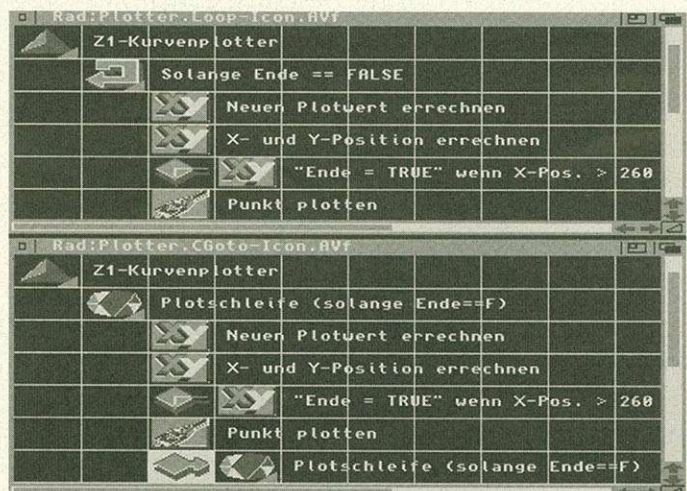 Rad:Plotter.Loop-Icon.AVf
Z1-Kurvenplotter
Solange Ende == FALSE
Neuen Plotwert errechnen
X- und Y-Position errechnen
"Ende = TRUE" wenn X-Pos. > 260
Punkt plotten
Rad:Plotter.CGoto-Icon.AVf
Z1-Kurvenplotter
Plotschleife (solange Ende==F)
Neuen Plotwert errechnen
X- und Y-Position errechnen
"Ende = TRUE" wenn X-Pos. > 260
Punkt plotten
Plotschleife (solange Ende==F)